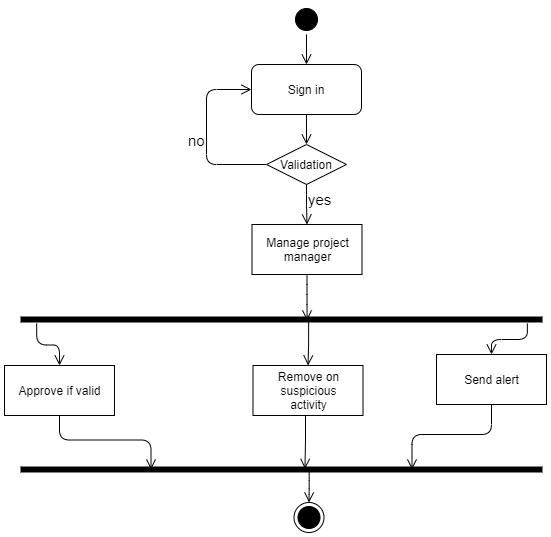 Sign in
no
Validation
yes
Manage project
manager
Approve if valid
Remove on
suspicious
activity
Send alert